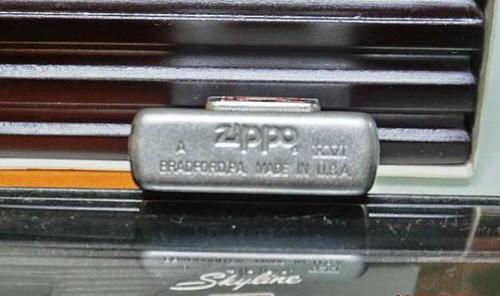 Zippo
A XVI
BRADFORD,PA. MADE IN U.S.A.
Skyline